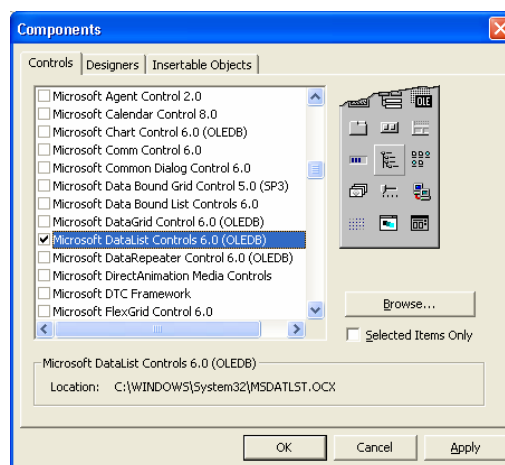 Components
Controls Designers Insertable Objects
Microsoft Agent Control 2.0
Microsoft Calendar Control 8.0
Microsoft Chart Control 6.0 (OLEDB)
Microsoft Comm Control 6.0
Microsoft Common Dialog Control 6.0
Microsoft Data Bound Grid Control 5.0 (SP3)
Microsoft Data Bound List Controls 6.0
Microsoft DataGrid Control 6.0 (OLEDB)
Microsoft DataList Controls 6.0 (OLEDB)
Microsoft DataRepeater Control 6.0 (OLEDB)
Microsoft DirectAnimation Media Controls
Microsoft DTC Framework
Microsoft FlexGrid Control 6.0
OLE
Browse...
Selected Items Only
Microsoft DataList Controls 6.0 (OLEDB)
Location: C:\WINDOWS\System32\MSDATLST.OCX
OK Cancel Apply